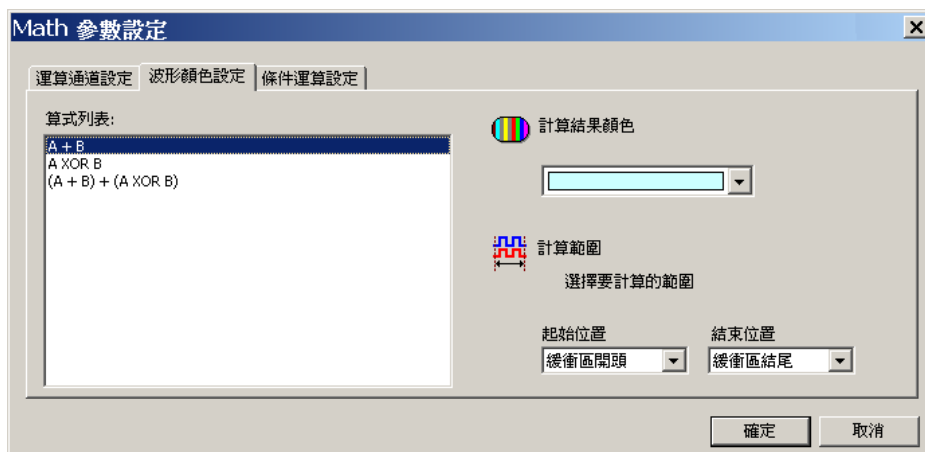 Math 參數設定
運算通道設定 波形顏色設定 條件運算設定
算式列表:
A + B
A XOR B
(A + B) + (A XOR B)
計算結果顏色
計算範圍
選擇要計算的範圍
起始位置 結束位置
緩衝區開頭 緩衝區結尾
確定 取消